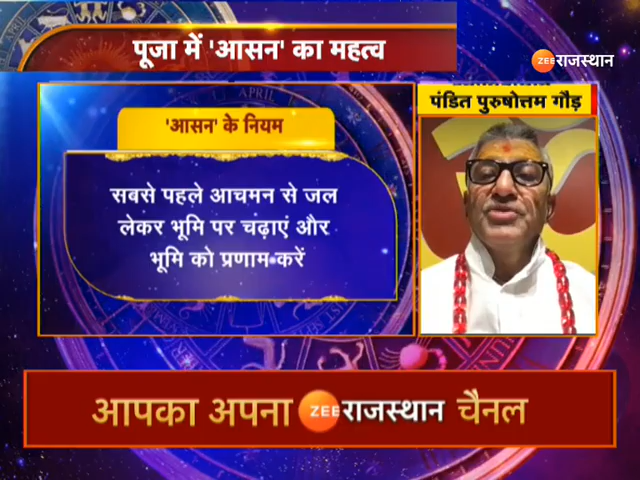 पूजा में 'आसन' का महत्व
ZEE राजस्थान
'आसन' के नियम
सबसे पहले आचमन से जल
लेकर भूमि पर चढ़ाएं और
भूमि को प्रणाम करें
पंडित पुरुषोत्तम गौड़
APRIL
आपका अपना ZEE राजस्थान चैनल